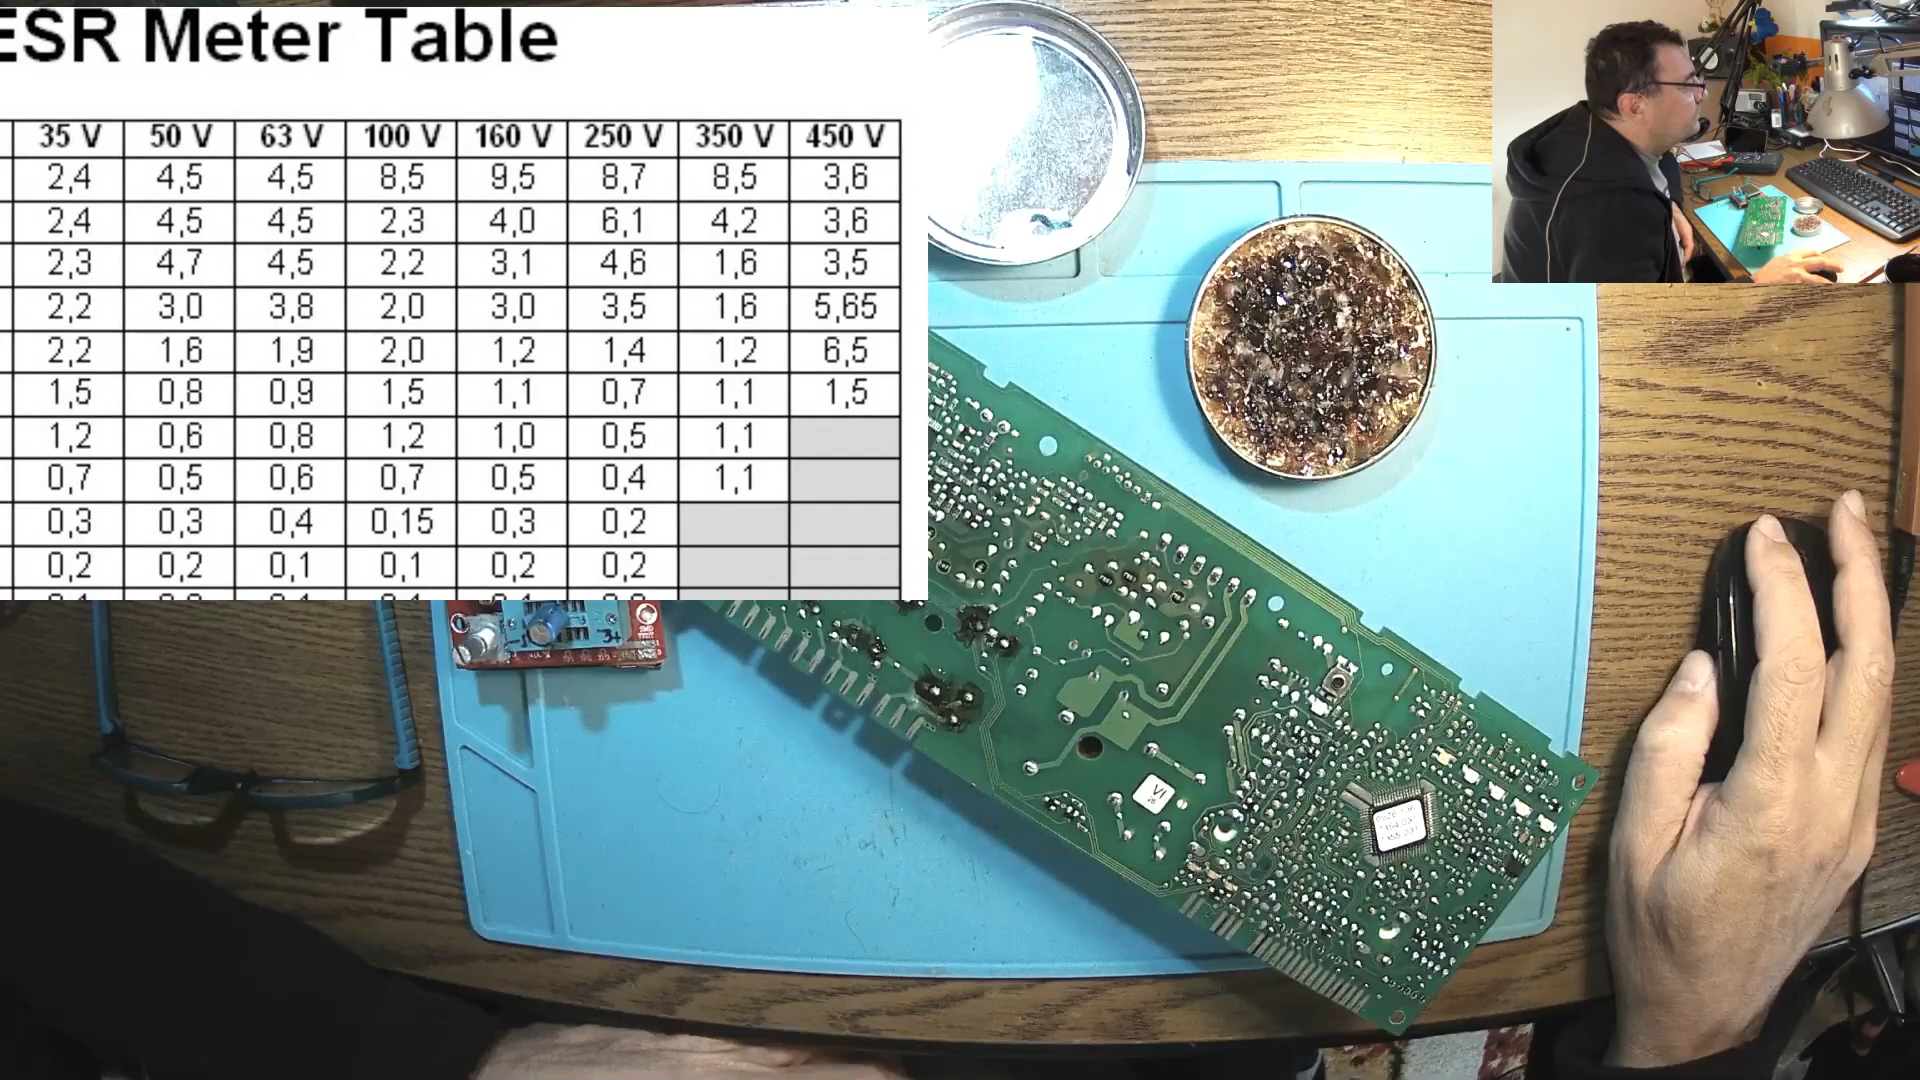 ESR Meter Table
35 V 50 V 63 V 100 V 160 V 250 V 350 V 450 V
2,4 4,5 4,5 8,5 9,5 8,7 8,5 3,6
2,4 4,5 4,5 2,3 4,0 6,1 4,2 3,6
2,3 4,7 4,5 2,2 3,1 4,6 1,6 3,5
2,2 3,0 3,8 2,0 3,0 3,5 1,6 5,65
2,2 1,6 1,9 2,0 1,2 1,4 1,2 6,5
1,5 0,8 0,9 1,5 1,1 0,7 1,1 1,5
1,2 0,6 0,8 1,2 1,0 0,5 1,1
0,7 0,5 0,6 0,7 0,5 0,4 1,1
0,3 0,3 0,4 0,15 0,3 0,2
0,2 0,2 0,1 0,1 0,2 0,2
VI